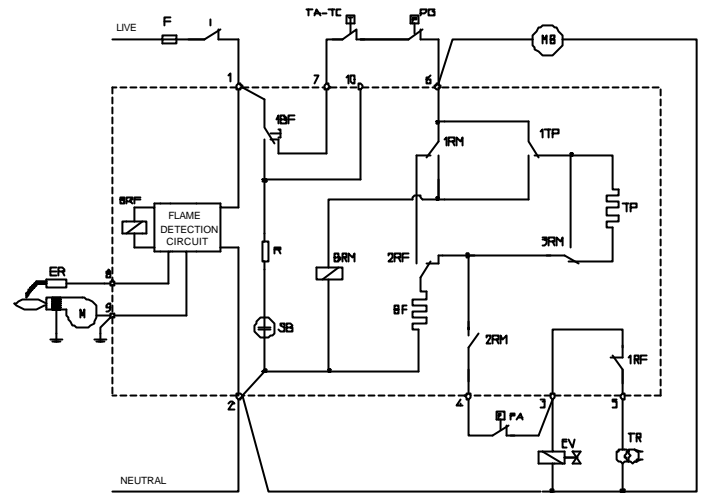 LIVE
F
I
TA-TC
PG
MB
1
7
10
6
1BF
1RM
1TP
BRF
FLAME
DETECTION
CIRCUIT
TP
ER
8
R
BRM
2RF
3RM
9
M
BF
SB
2RM
1RF
2
4
PA
3
5
EV
TR
NEUTRAL